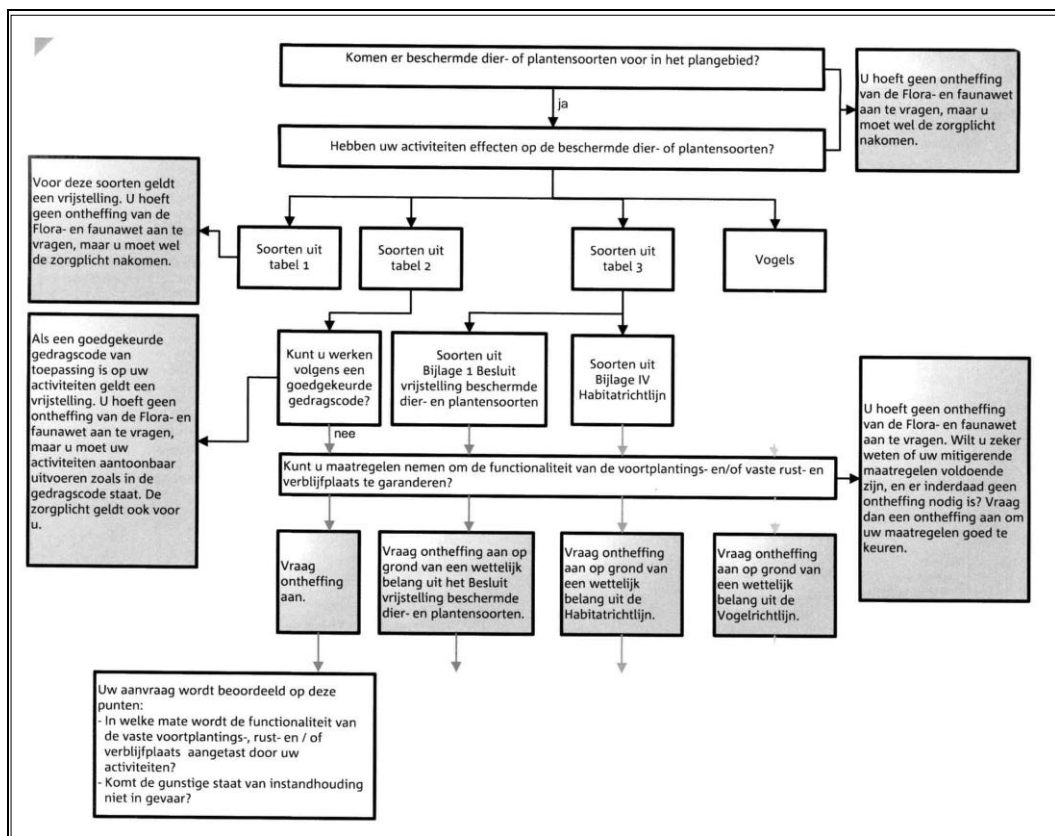 Komen er beschermde dier- of plantensoorten voor in het plangebied?
U hoeft geen ontheffing
van de Flora- en faunawet
aan te vragen, maar u
moet wel de zorgplicht
nakomen.
ja
Hebben uw activiteiten effecten op de beschermde dier- of plantensoorten?
Voor deze soorten geldt
een vrijstelling. U hoeft
geen ontheffing van de
Flora- en faunawet aan te
vragen, maar u moet wel
de zorgplicht nakomen.
Soorten uit
tabel 1
Soorten uit
tabel 2
Soorten uit
tabel 3
Vogels
Als een goedgekeurde
gedragscode van
toepassing is op uw
activiteiten geldt een
vrijstelling. U hoeft geen
ontheffing van de Flora- en
faunawet aan te vragen,
maar u moet uw
activiteiten aantoonbaar
uitvoeren zoals in de
gedragscode staat. De
zorgplicht geldt ook voor
u.
Kunt u werken
volgens een
goedgekeurde
gedragscode?
Soorten uit
Bijlage 1 Besluit
vrijstelling beschermde
dier- en plantensoorten
Soorten uit
Bijlage IV
Habitatrichtlijn
nee
Kunt u maatregelen nemen om de functionaliteit van de voortplantings- en/of vaste rust- en
verblijfplaats te garanderen?
U hoeft geen ontheffing
van de Flora- en faunawet
aan te vragen. Wilt u zeker
weten of uw mitigerende
maatregelen voldoende
zijn, en er inderdaad geen
ontheffing nodig is? Vraag
dan een ontheffing aan om
uw maatregelen goed te
keuren.
Vraag
ontheffing
aan.
Vraag ontheffing aan op
grond van een wettelijk
belang uit het Besluit
vrijstelling beschermde
dier- en plantensoorten.
Vraag ontheffing
aan op grond van
een wettelijk
belang uit de
Habitatrichtlijn.
Vraag ontheffing
aan op grond van
een wettelijk
belang uit de
Vogelrichtlijn.
Uw aanvraag wordt beoordeeld op deze
punten:
- In welke mate wordt de functionaliteit van
de vaste voortplantings-, rust- en / of
verblijfplaats aangetast door uw
activiteiten?
- Komt de gunstige staat van instandhouding
niet in gevaar?